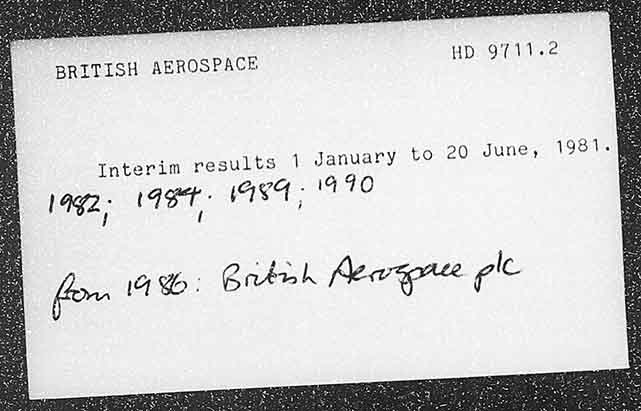 BRITISH AEROSPACE HD 9711.2
Interim results 1 January to 20 June, 1981.
1982; 1984; 1989; 1990
from 1986: British Aerospace plc